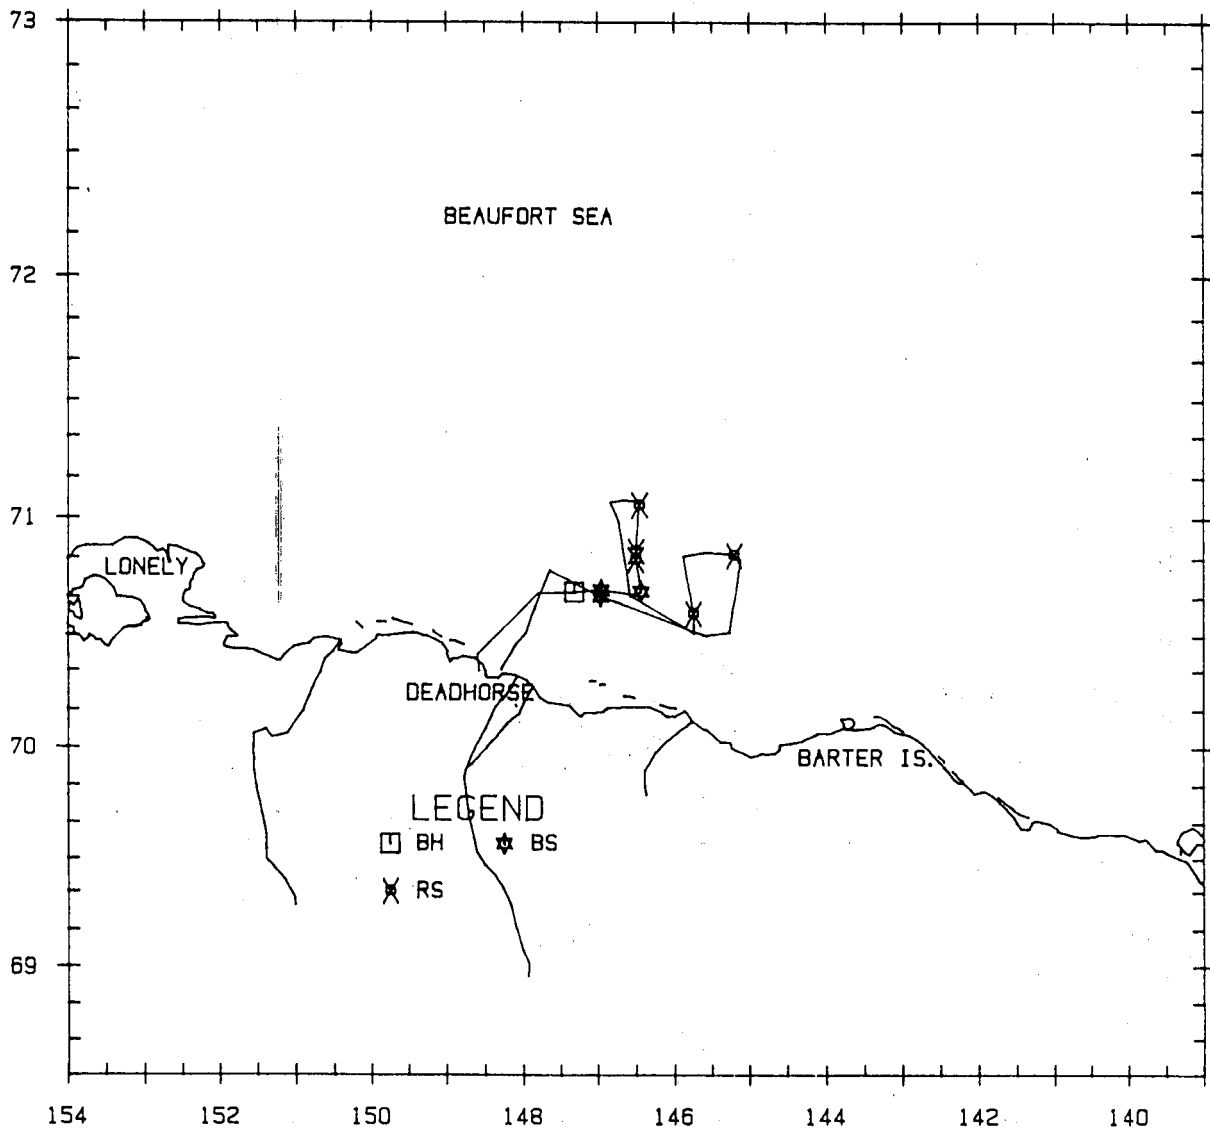 73
BEAUFORT SEA
72
71
LONELY
DEADHORSE
70
BARTER IS.
LEGEND
BH BS
RS
69
154 152 150 148 146 144 142 140